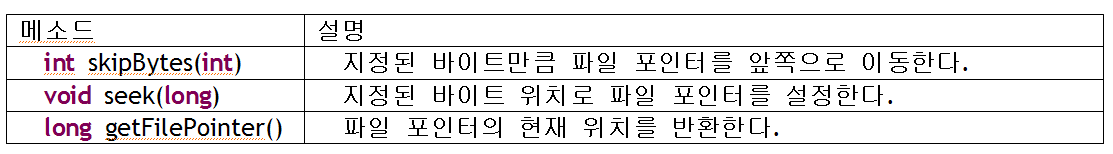 메소드 설명
int skipBytes(int) 지정된 바이트만큼 파일 포인터를 앞쪽으로 이동한다.
void seek(long) 지정된 바이트 위치로 파일 포인터를 설정한다.
long getFilePointer() 파일 포인터의 현재 위치를 반환한다.